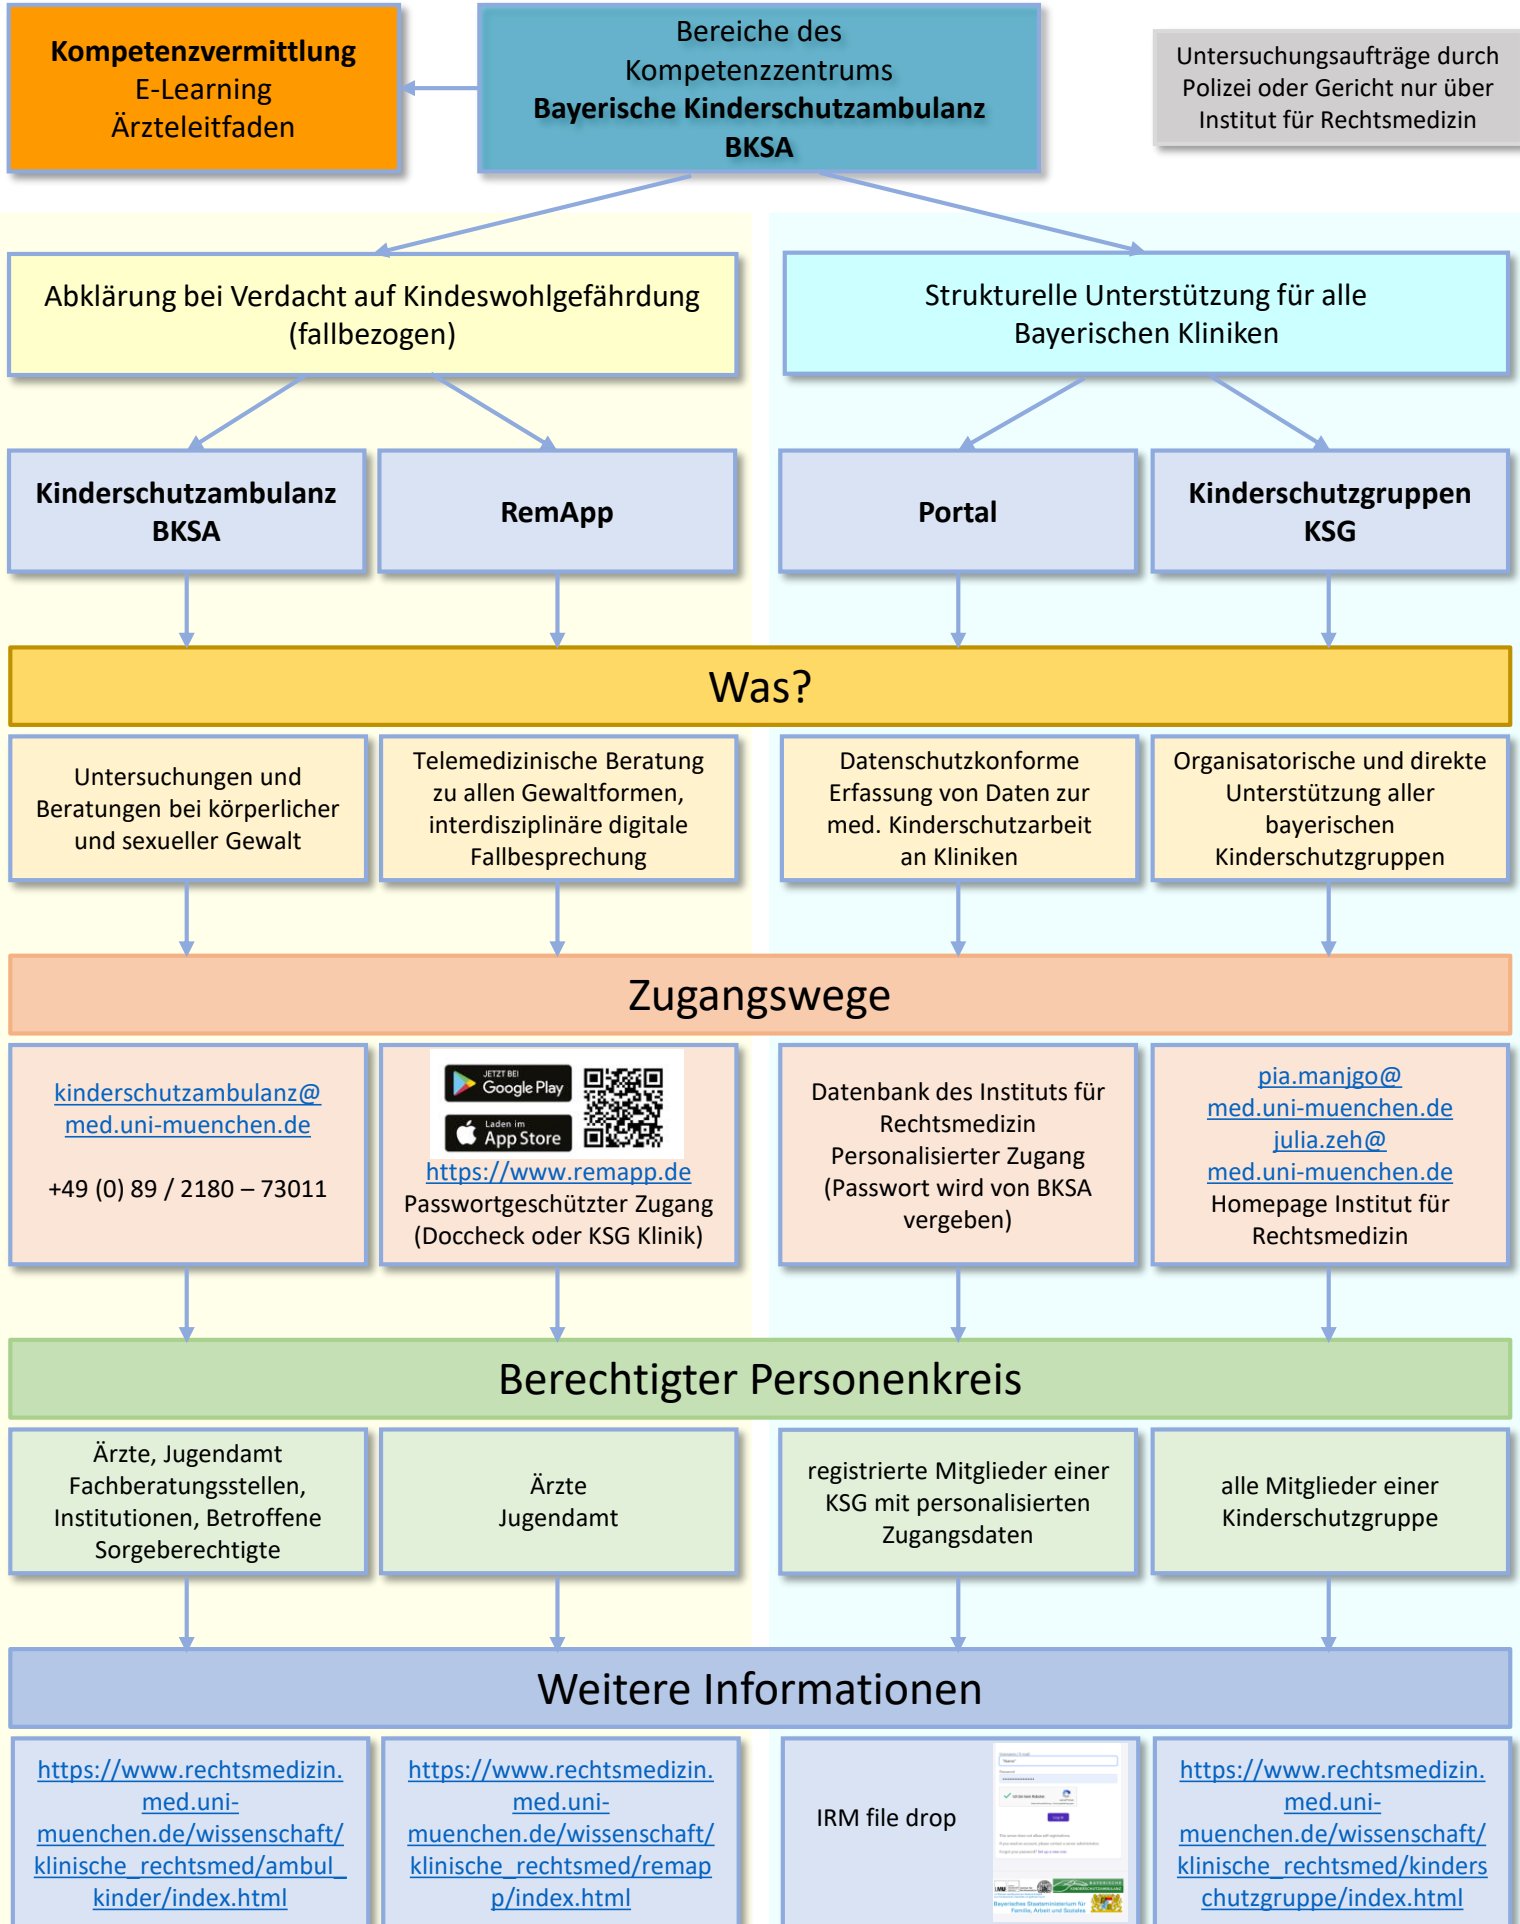 Kompetenzvermittlung
E-Learning
Ärzteleitfaden
Bereiche des
Kompetenzzentrums
Bayerische Kinderschutzambulanz
BKSA
Untersuchungsaufträge durch
Polizei oder Gericht nur über
Institut für Rechtsmedizin
Abklärung bei Verdacht auf Kindeswohlgefährdung
(fallbezogen)
Strukturelle Unterstützung für alle
Bayerischen Kliniken
Kinderschutzambulanz
BKSA
RemApp
Portal
Kinderschutzgruppen
KSG
Was?
Untersuchungen und
Beratungen bei körperlicher
und sexueller Gewalt
Telemedizinische Beratung
zu allen Gewaltformen,
interdisziplinäre digitale
Fallbesprechung
Datenschutzkonforme
Erfassung von Daten zur
med. Kinderschutzarbeit
an Kliniken
Organisatorische und direkte
Unterstützung aller
bayerischen
Kinderschutzgruppen
Zugangswege
kinderschutzambulanz@
med.uni-muenchen.de
+49 (0) 89 / 2180 – 73011
JETZT BEI
Google Play
Laden im
App Store
https://www.remapp.de
Passwortgeschützter Zugang
(Doccheck oder KSG Klinik)
Datenbank des Instituts für
Rechtsmedizin
Personalisierter Zugang
(Passwort wird von BKSA
vergeben)
pia.manjgo@
med.uni-muenchen.de
julia.zeh@
med.uni-muenchen.de
Homepage Institut für
Rechtsmedizin
Berechtigter Personenkreis
Ärzte, Jugendamt
Fachberatungsstellen,
Institutionen, Betroffene
Sorgeberechtigte
Ärzte
Jugendamt
registrierte Mitglieder einer
KSG mit personalisierten
Zugangsdaten
alle Mitglieder einer
Kinderschutzgruppe
Weitere Informationen
https://www.rechtsmedizin.
med.uni-
muenchen.de/wissenschaft/
klinische_rechtsmed/ambul_
kinder/index.html
https://www.rechtsmedizin.
med.uni-
muenchen.de/wissenschaft/
klinische_rechtsmed/remap
p/index.html
IRM file drop
LMU
BAYERISCHE
KINDERSCHUTZAMBULANZ
Bayerisches Staatsministerium für
Familie, Arbeit und Soziales
https://www.rechtsmedizin.
med.uni-
muenchen.de/wissenschaft/
klinische_rechtsmed/kinders
chutzgruppe/index.html